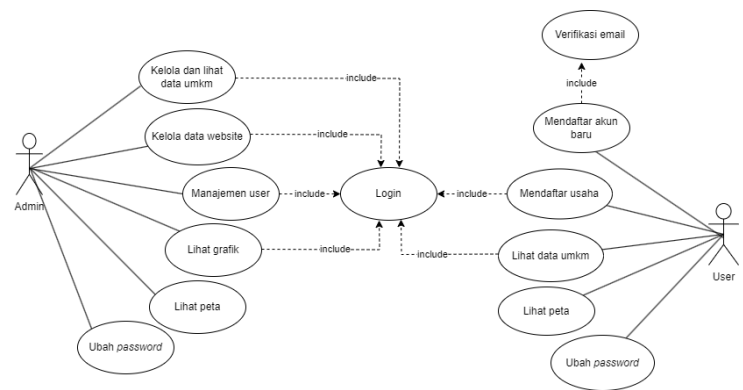 Verifikasi email
include
Kelola dan lihat
data umkm
include
Mendaftar akun
baru
Kelola data website
include
Admin
Manajemen user
include
Login
include
Mendaftar usaha
Lihat grafik
include
include
Lihat data umkm
User
Lihat peta
Lihat peta
Ubah password
Ubah password